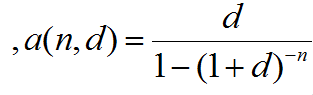 ,a(n,d) = d / (1−(1+d)^{−n})